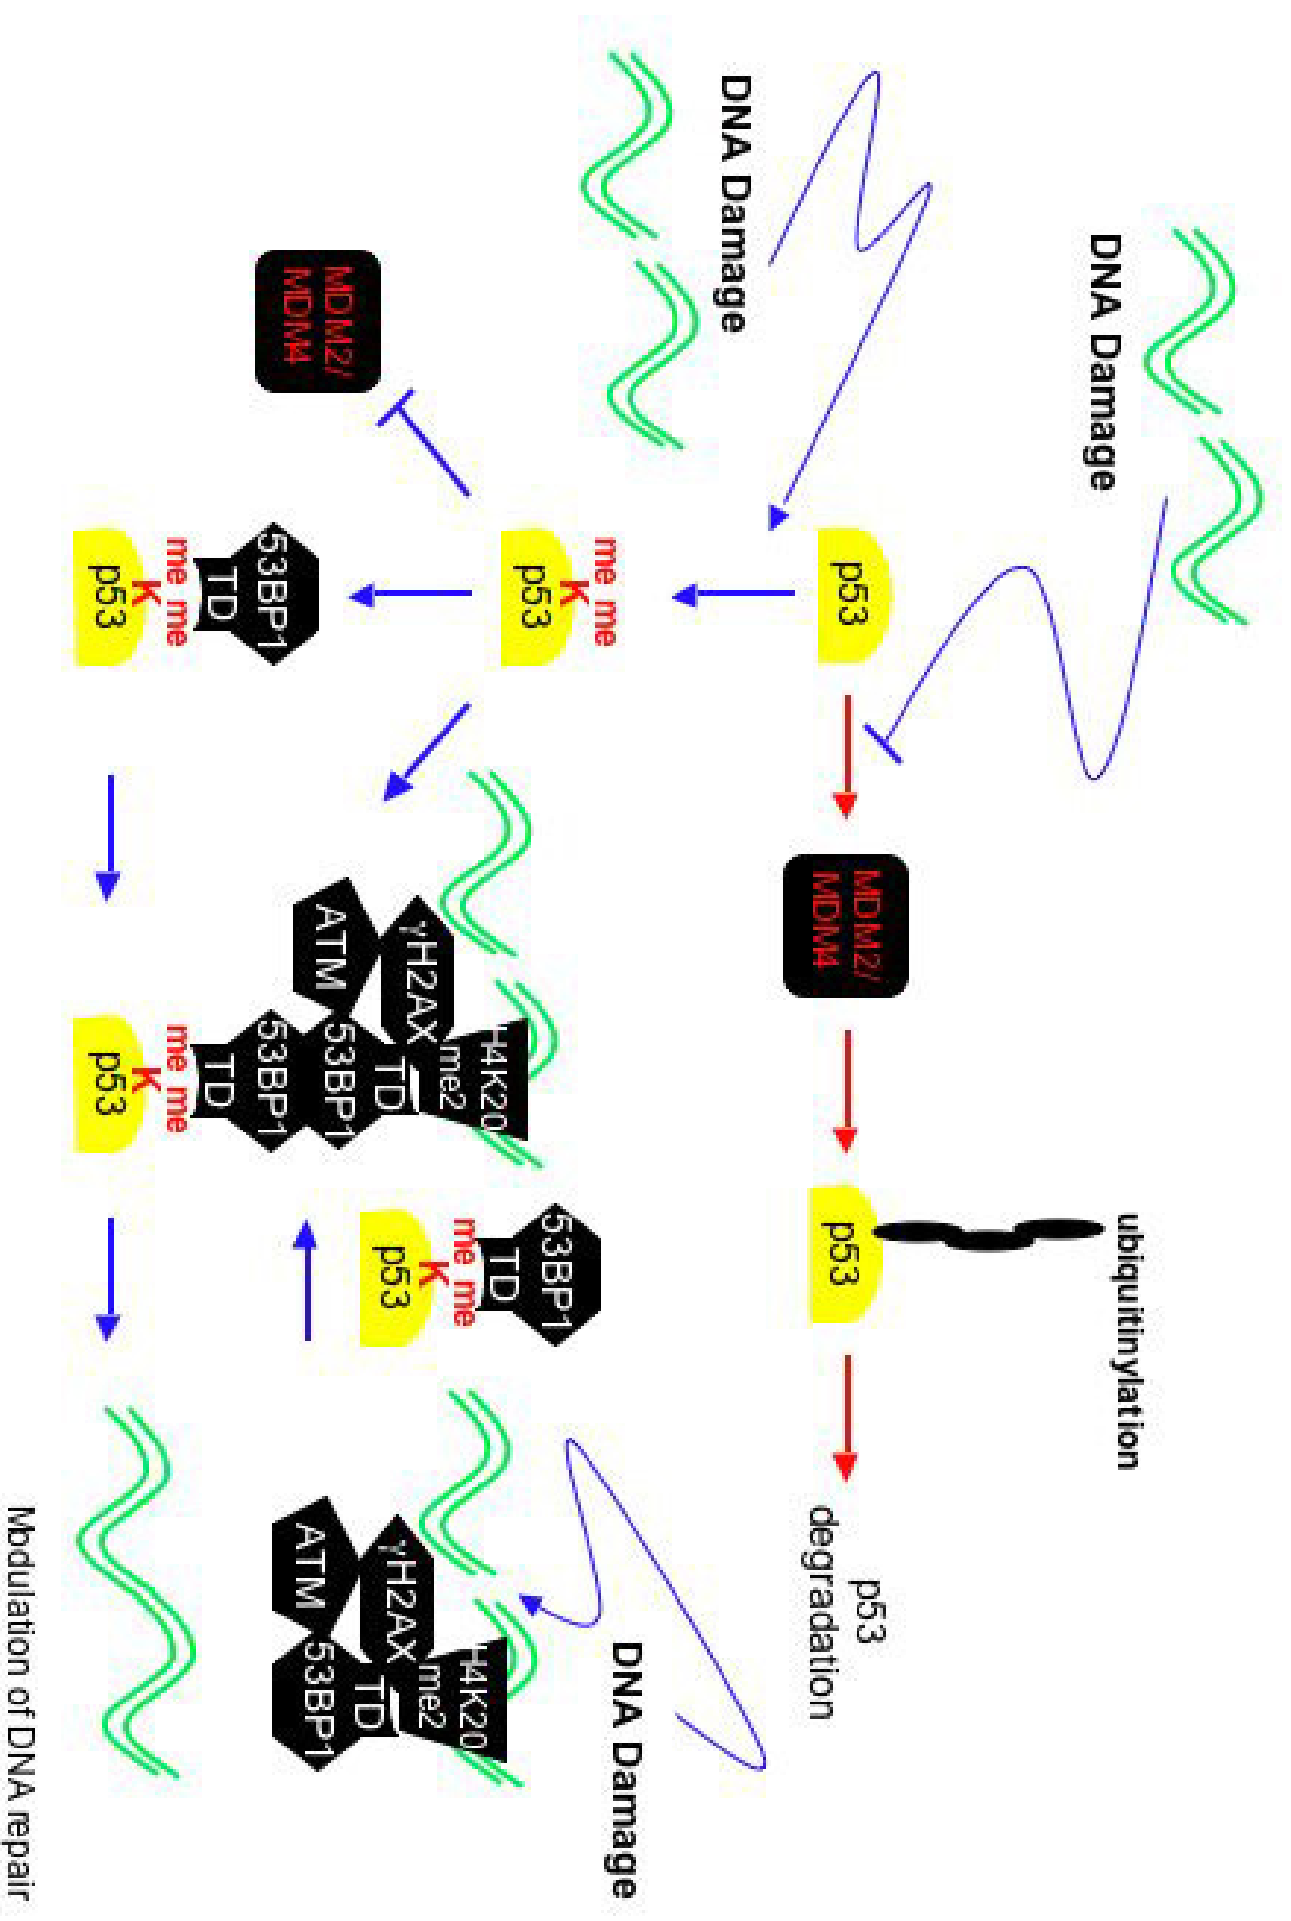 ubiquitinylation
DNA Damage
p53
MDM2/
MDM4
p53
p53
degradation
DNA Damage
DNA Damage
me me
K
p53
MDM2/
MDM4
53BP1
TD
me me
K
p53
H4K20
me2
γH2AX
TD
ATM
53BP1
53BP1
TD
me me
K
p53
53BP1
TD
me me
K
p53
H4K20
me2
γH2AX
TD
ATM
53BP1
Modulation of DNA repair